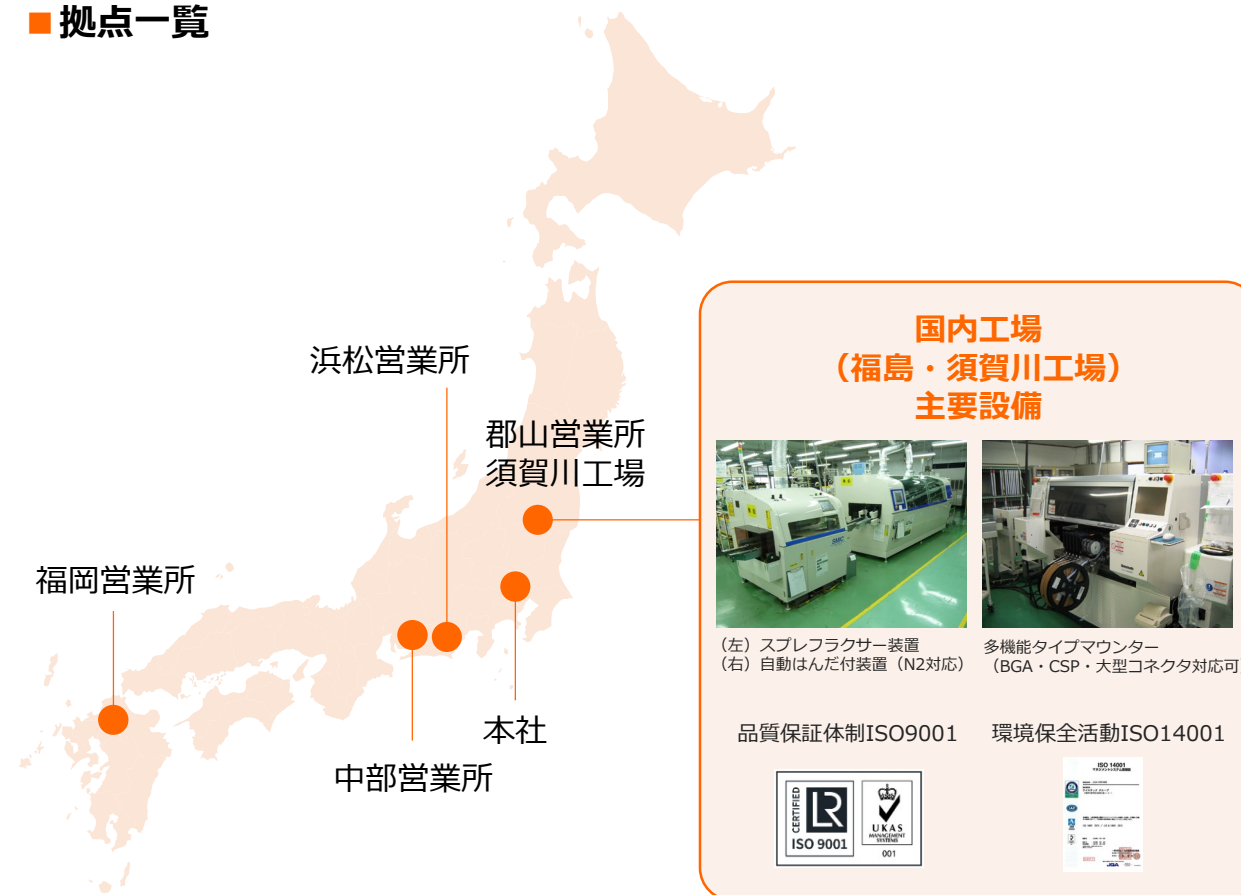 ■拠点一覧
浜松営業所
郡山営業所
須賀川工場
福岡営業所
本社
中部営業所
国内工場
（福島・須賀川工場）
主要設備
（左）スプレフラクサー装置
（右）自動はんだ付装置（N2対応）
多機能タイプマウンター
（BGA・CSP・大型コネクタ対応可
品質保証体制ISO9001
環境保全活動ISO14001
CERTIFIED
LR
ISO 9001
UKAS
MANAGEMENT
SYSTEMS
001
ISO 14001
JSA